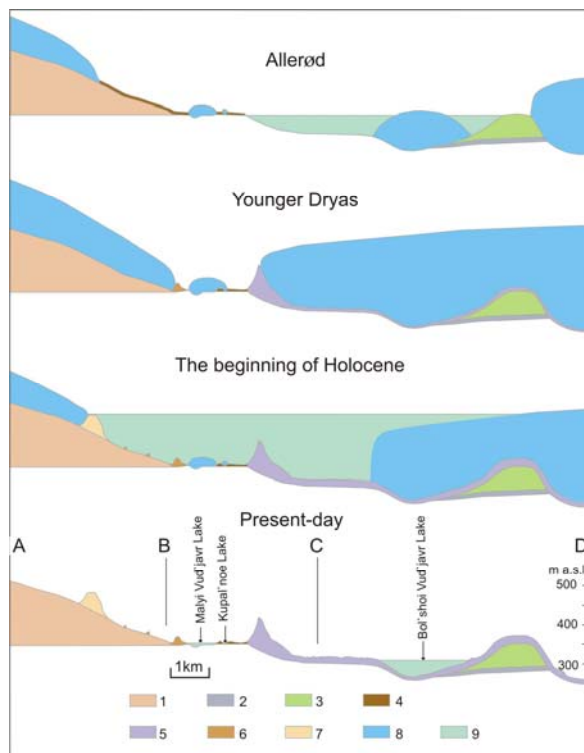 Allerød
Younger Dryas
The beginning of Holocene
Present-day
A
B
Malyi Vud'javr Lake
Kupal'noe Lake
C
Bol'shoi Vud'javr Lake
D
m a.s.l
500
400
300
1km
1 2 3 4
5 6 7 8 9